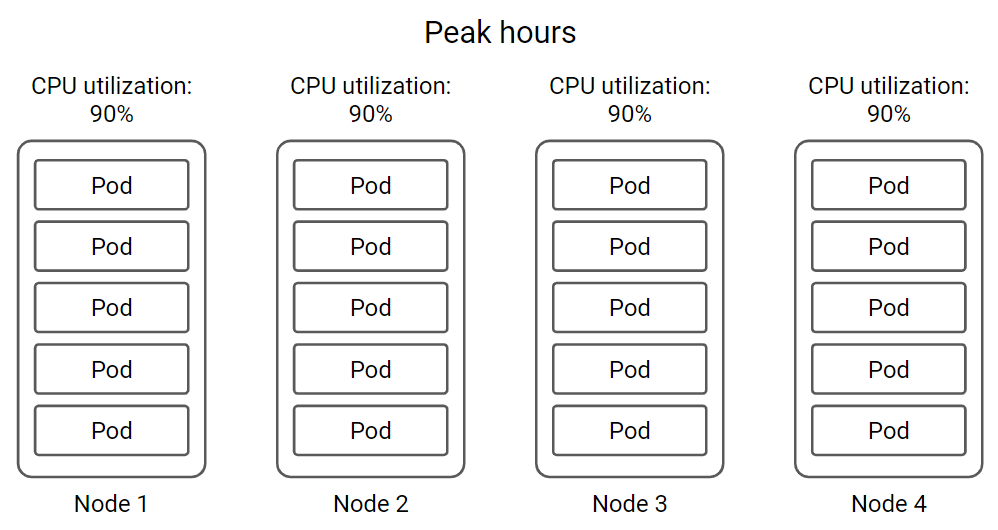 Peak hours
CPU utilization:
90%
CPU utilization:
90%
CPU utilization:
90%
CPU utilization:
90%
Pod
Pod
Pod
Pod
Pod
Node 1
Pod
Pod
Pod
Pod
Pod
Node 2
Pod
Pod
Pod
Pod
Pod
Node 3
Pod
Pod
Pod
Pod
Pod
Node 4